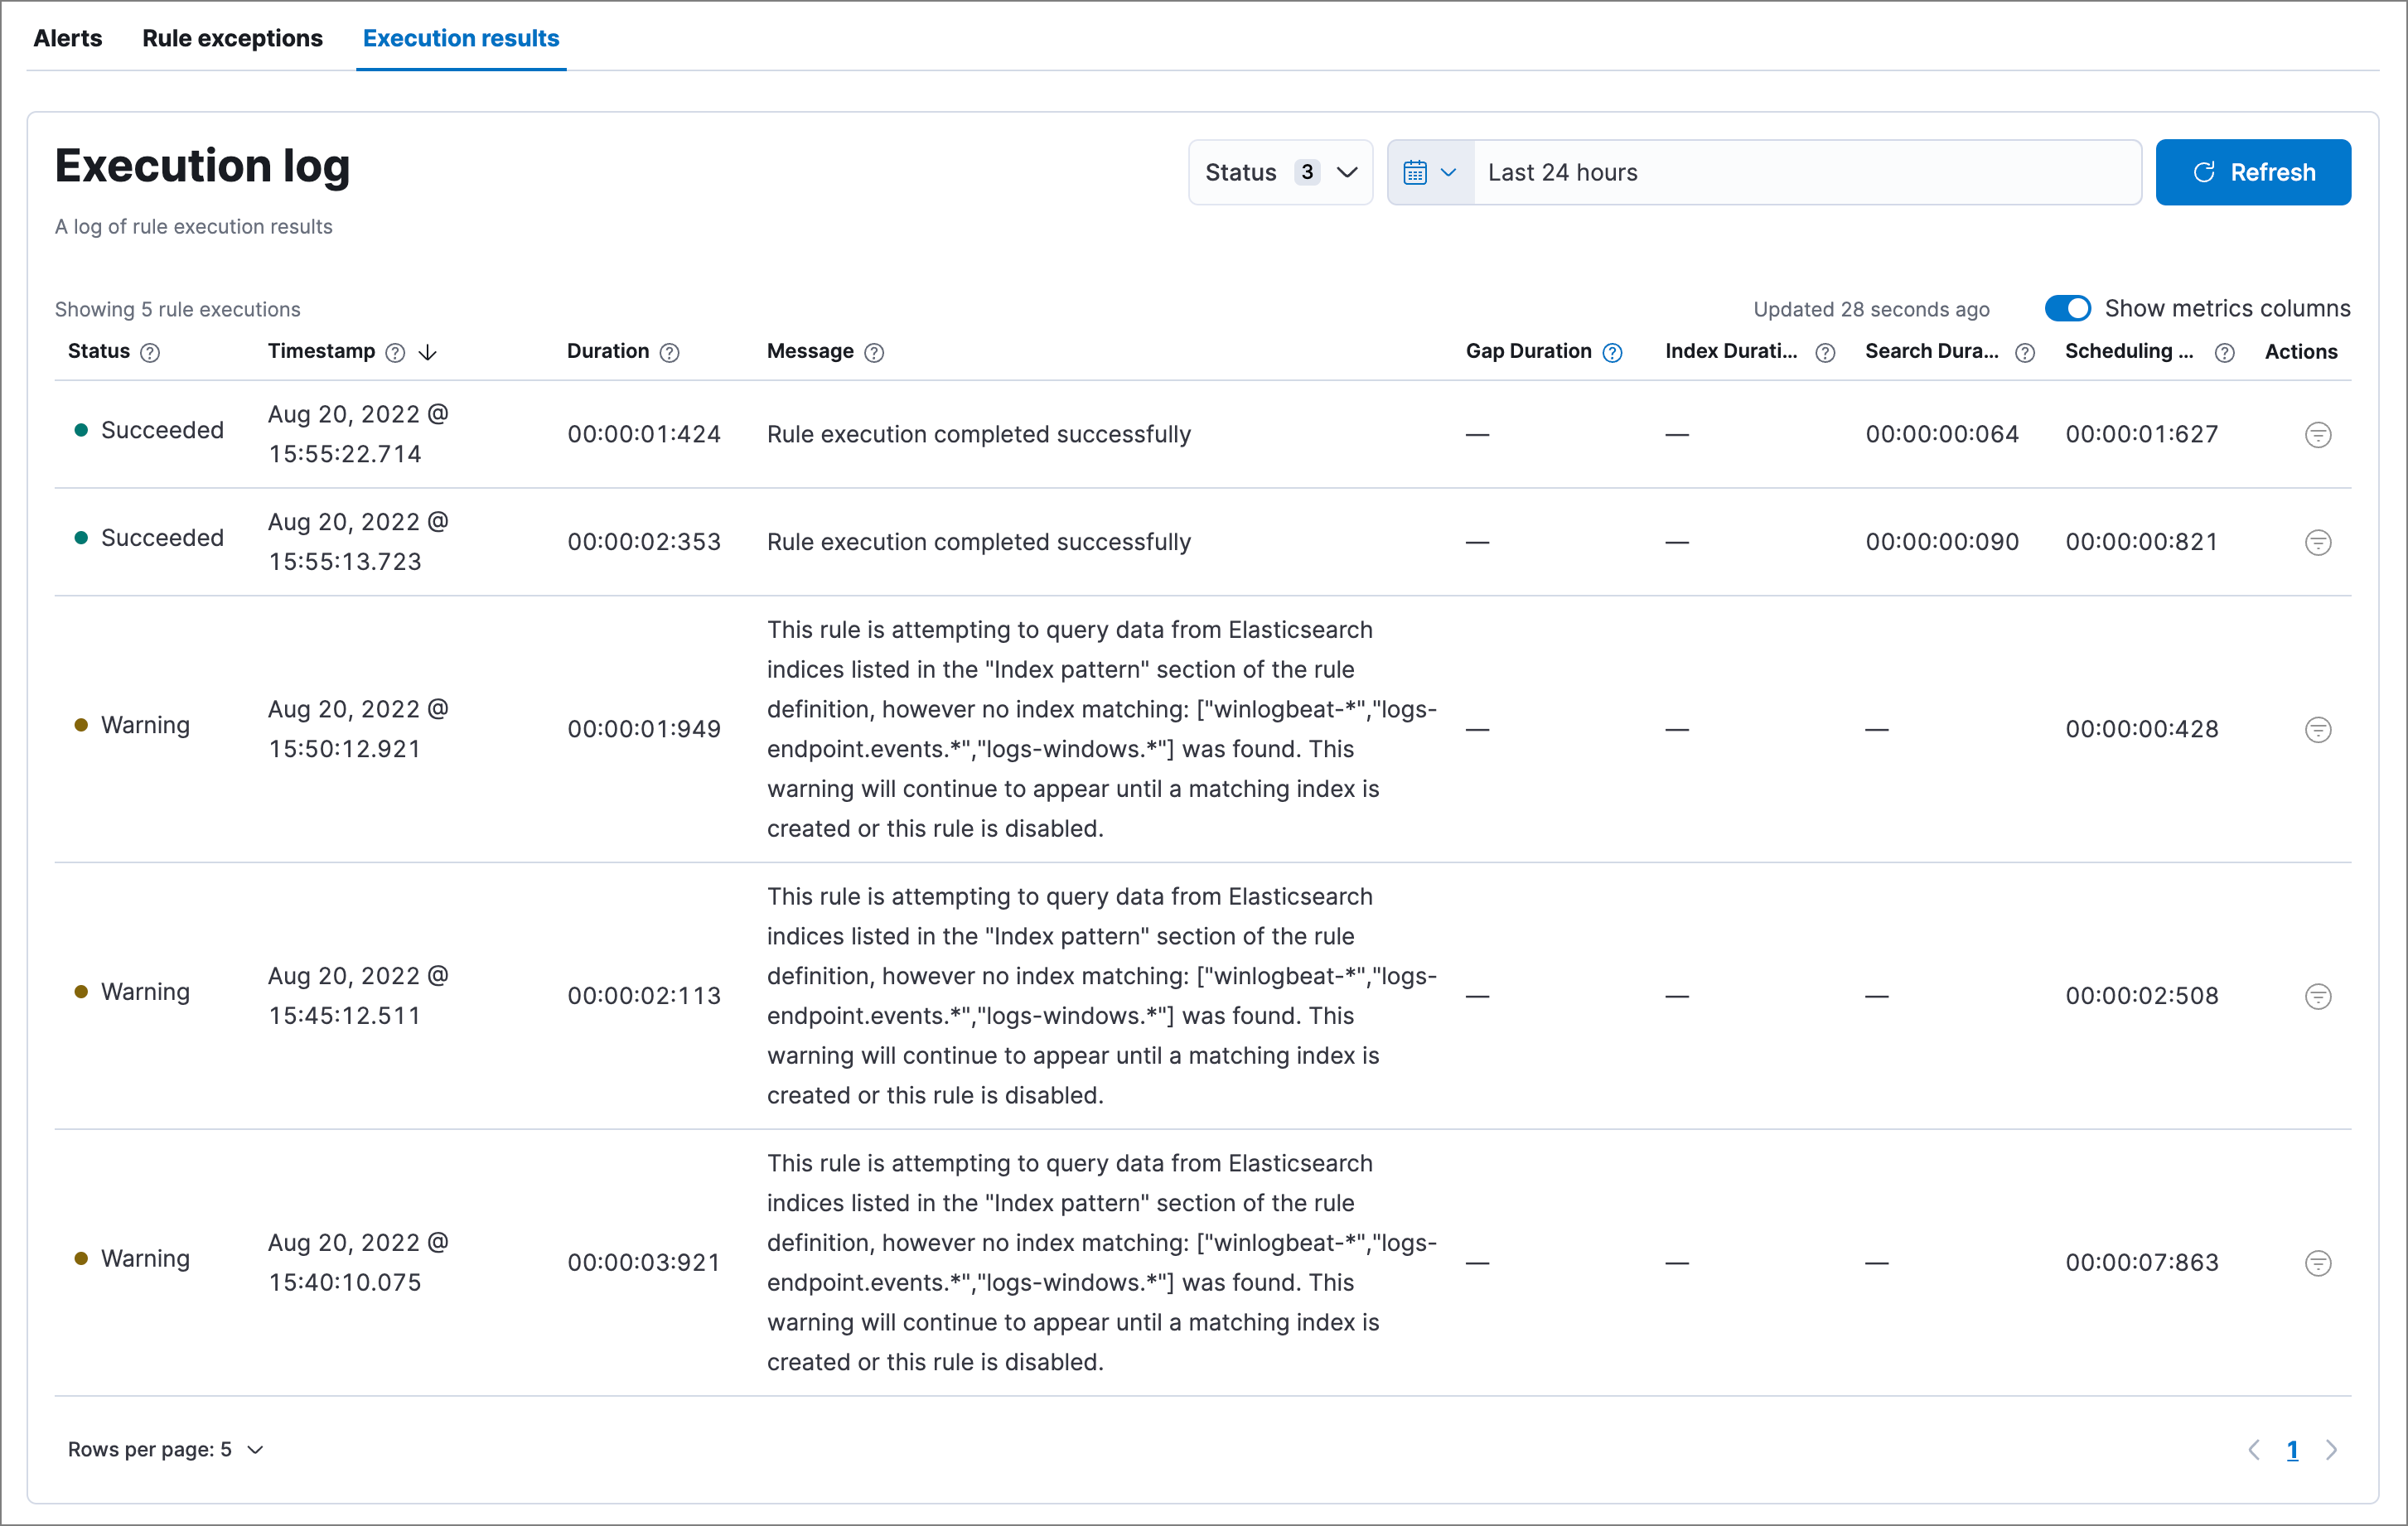 Alerts Rule exceptions Execution results
Execution log
Status 3 Last 24 hours Refresh
A log of rule execution results
Showing 5 rule executions Updated 28 seconds ago Show metrics columns
Status Timestamp Duration Message Gap Duration Index Durati... Search Dura... Scheduling ... Actions
Succeeded Aug 20, 2022 @
15:55:22.714 00:00:01:424 Rule execution completed successfully — — 00:00:00:064 00:00:01:627
Succeeded Aug 20, 2022 @
15:55:13.723 00:00:02:353 Rule execution completed successfully — — 00:00:00:090 00:00:00:821
Warning Aug 20, 2022 @
15:50:12.921 00:00:01:949
This rule is attempting to query data from Elasticsearch
indices listed in the "Index pattern" section of the rule
definition, however no index matching: ["winlogbeat-*","logs-
endpoint.events.*","logs-windows.*"] was found. This
warning will continue to appear until a matching index is
created or this rule is disabled.
— — — 00:00:00:428
Warning Aug 20, 2022 @
15:45:12.511 00:00:02:113
This rule is attempting to query data from Elasticsearch
indices listed in the "Index pattern" section of the rule
definition, however no index matching: ["winlogbeat-*","logs-
endpoint.events.*","logs-windows.*"] was found. This
warning will continue to appear until a matching index is
created or this rule is disabled.
— — — 00:00:02:508
Warning Aug 20, 2022 @
15:40:10.075 00:00:03:921
This rule is attempting to query data from Elasticsearch
indices listed in the "Index pattern" section of the rule
definition, however no index matching: ["winlogbeat-*","logs-
endpoint.events.*","logs-windows.*"] was found. This
warning will continue to appear until a matching index is
created or this rule is disabled.
— — — 00:00:07:863
Rows per page: 5 1